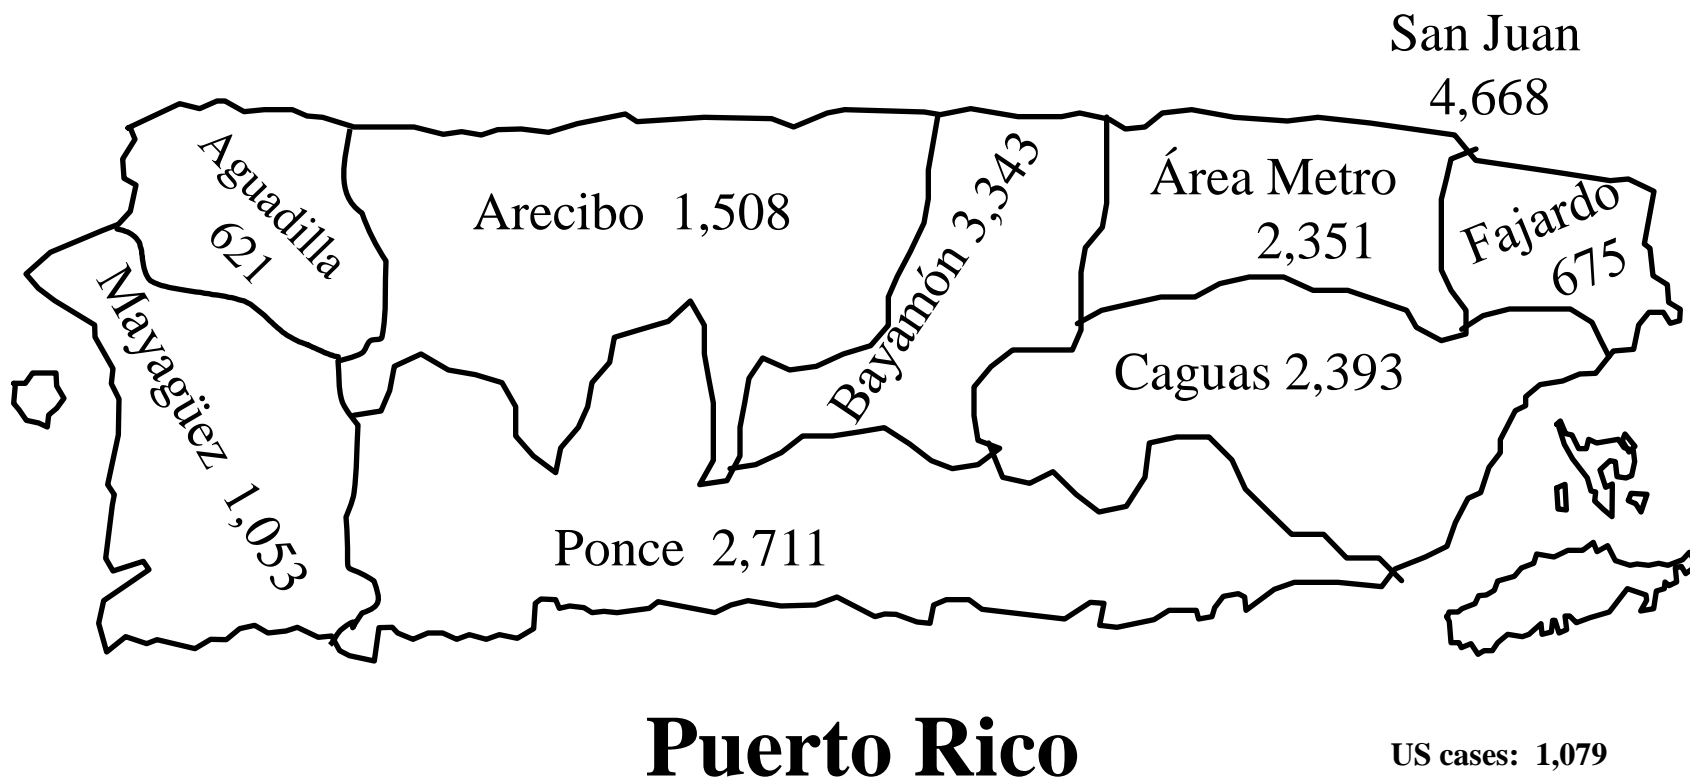 San Juan
4,668
Aguadilla
621
Arecibo 1,508
Bayamón 3,343
Área Metro
2,351
Fajardo
675
Mayagüez 1,053
Caguas 2,393
Ponce 2,711
Puerto Rico
US cases: 1,079